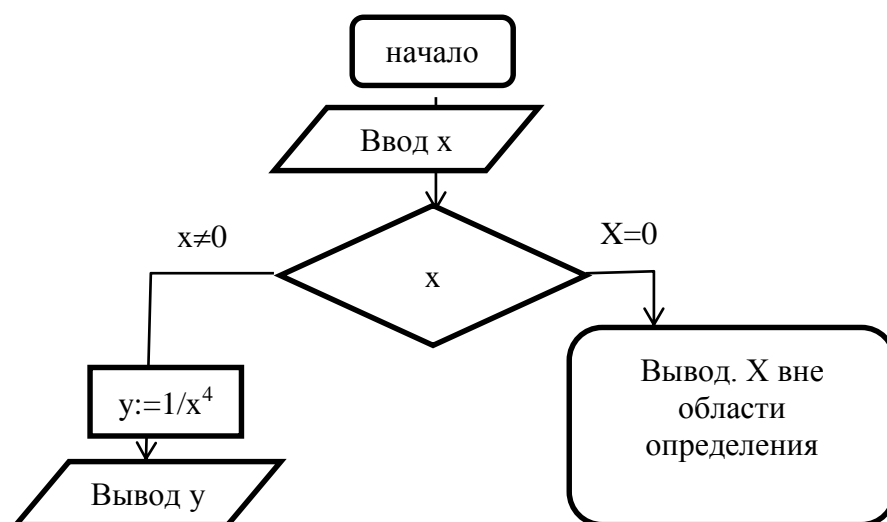 начало
Ввод x
x≠0
X=0
x
y:=1/x⁴
Вывод. X вне
области
определения
Вывод y